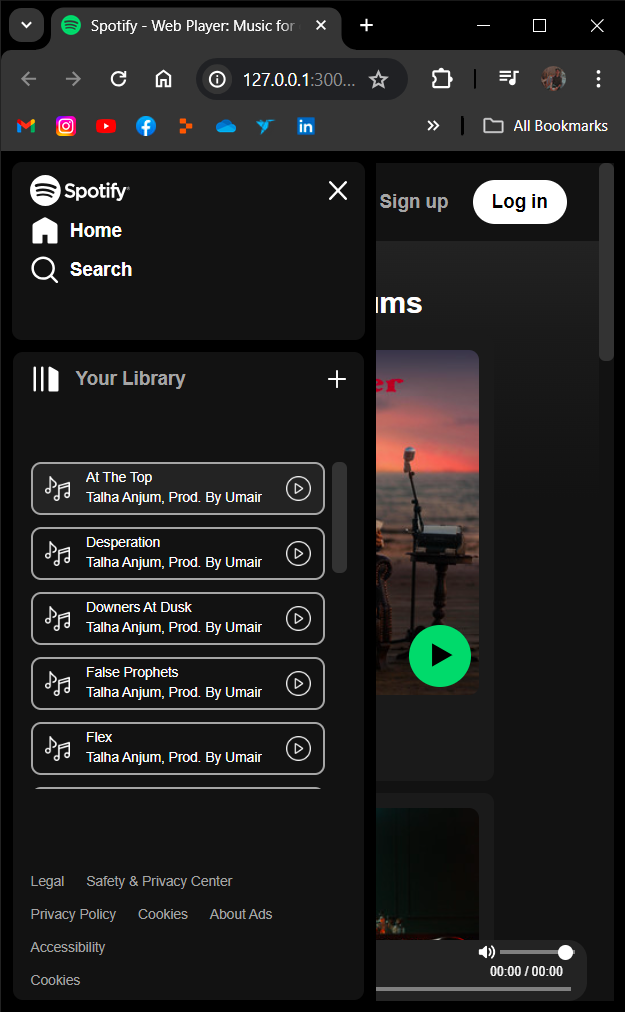 Spotify - Web Player: Music for
127.0.0.1:300...
All Bookmarks
Spotify
Home
Search
Sign up
Log in
ums
er
Your Library
At The Top
Talha Anjum, Prod. By Umair
Desperation
Talha Anjum, Prod. By Umair
Downers At Dusk
Talha Anjum, Prod. By Umair
False Prophets
Talha Anjum, Prod. By Umair
Flex
Talha Anjum, Prod. By Umair
Legal Safety & Privacy Center
Privacy Policy Cookies About Ads
Accessibility
Cookies
00:00 / 00:00